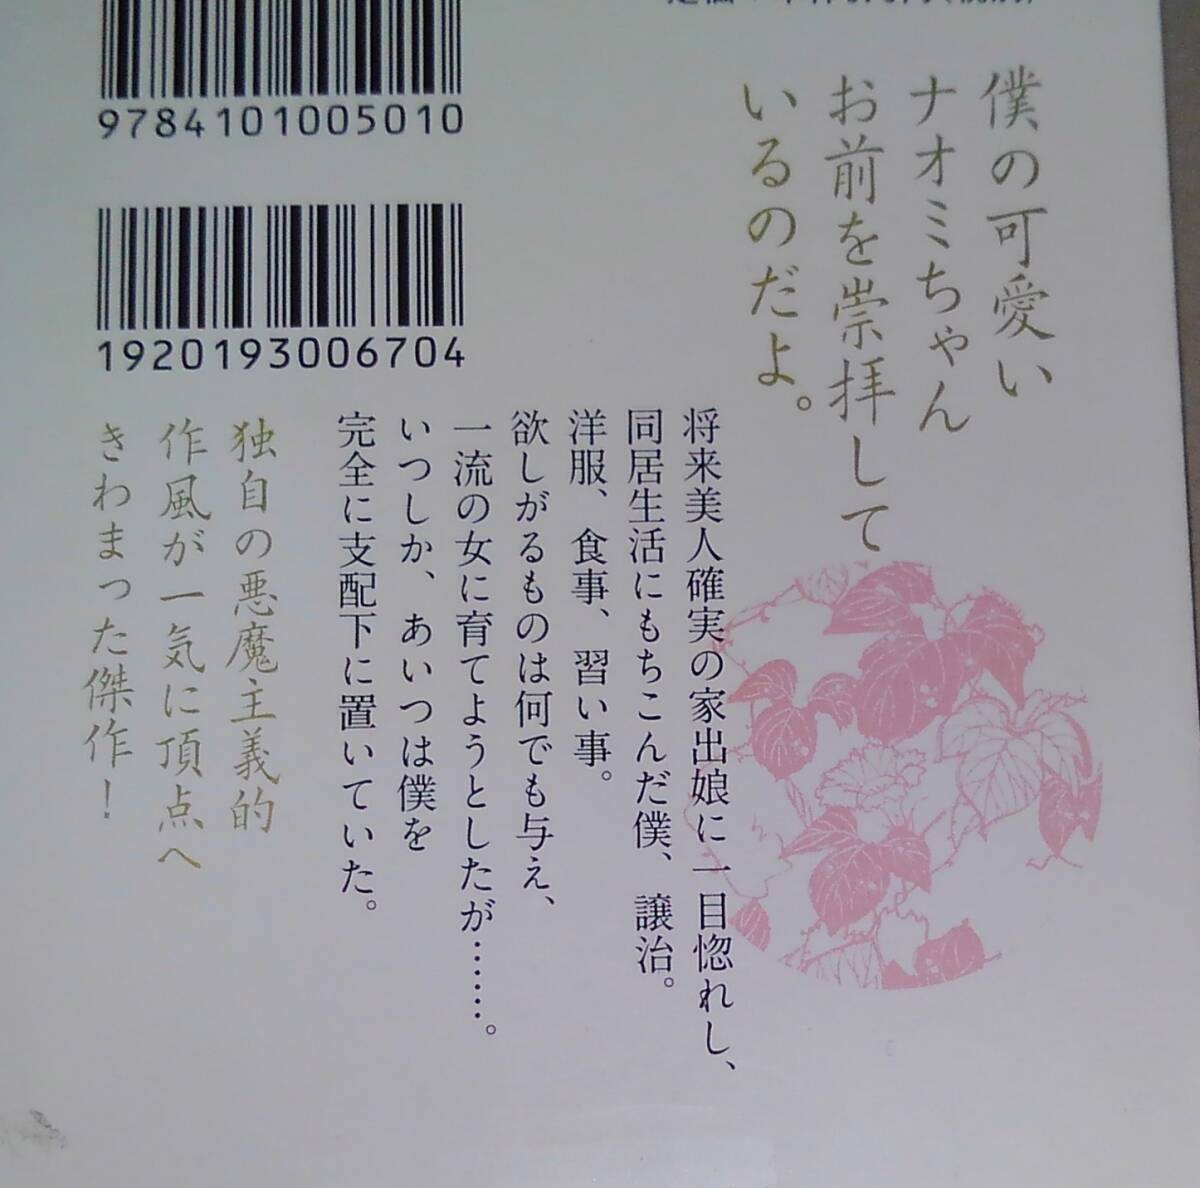 9784101005010
1920193006704
僕の可愛い
ナオミちゃん
お前を崇拝して
いるのだよ。
将来美人確実の家出娘に一目惚れし、
同居生活にもちこんだ僕、譲治。
洋服、食事、習い事。
欲しがるものは何でも与え、
一流の女に育てようとしたが……。
いつしか、あいつは僕を
完全に支配下に置いていた。
独自の悪魔主義的
作風が一気に頂点へ
きわまった傑作！